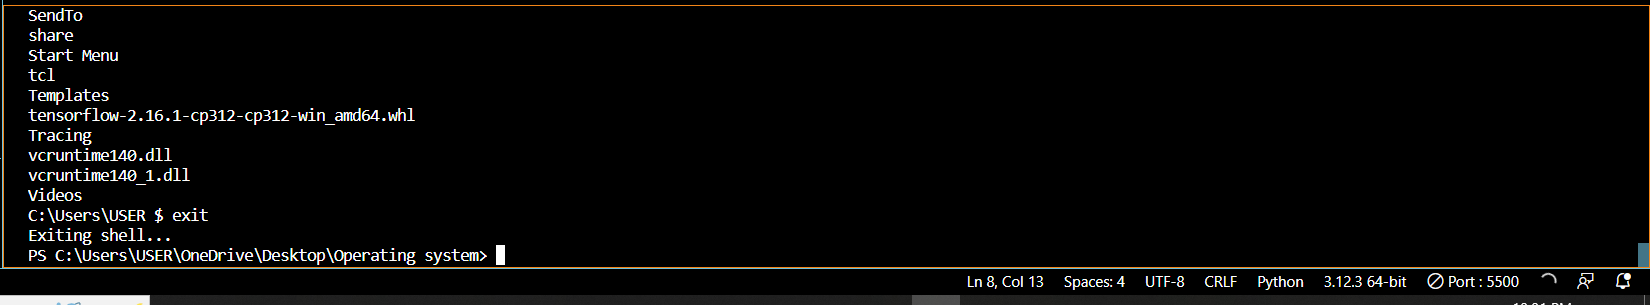 SendTo
share
Start Menu
tcl
Templates
tensorflow-2.16.1-cp312-cp312-win_amd64.whl
Tracing
vcruntime140.dll
vcruntime140_1.dll
Videos
C:\Users\USER $ exit
Exiting shell...
PS C:\Users\USER\OneDrive\Desktop\Operating system>
Ln 8, Col 13 Spaces: 4 UTF-8 CRLF Python 3.12.3 64-bit Port : 5500